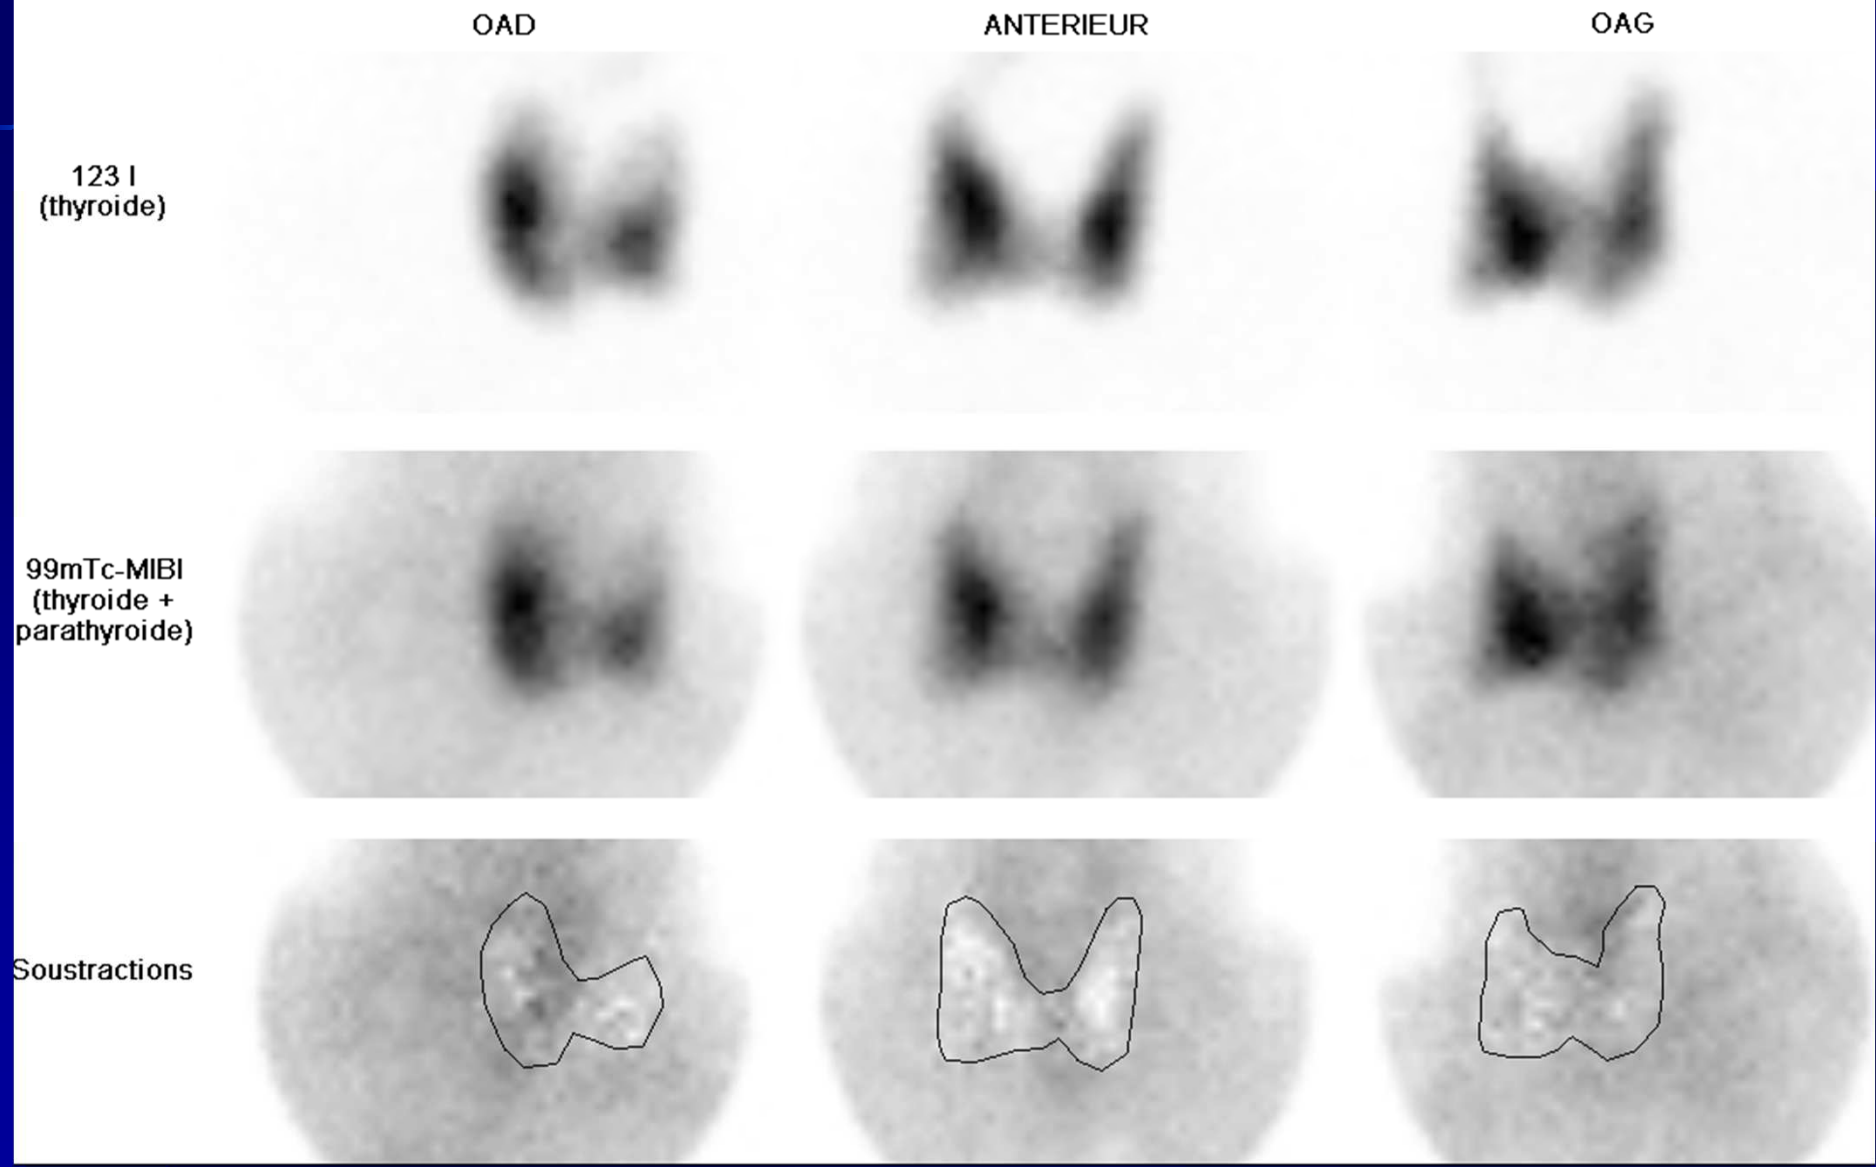 OAD
ANTERIEUR
OAG
123 I
(thyroide)
99mTc-MIBI
(thyroide +
parathyroide)
Soustractions